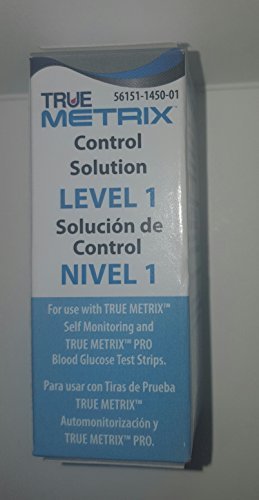 56151-1450-01
TRUE
METRIX™
Control
Solution
LEVEL 1
Solución de
Control
NIVEL 1
For use with TRUE METRIX™
Self Monitoring and
TRUE METRIX™ PRO
Blood Glucose Test Strips.
Para usar con Tiras de Prueba
TRUE METRIX™
Automonitorización y
TRUE METRIX™ PRO.